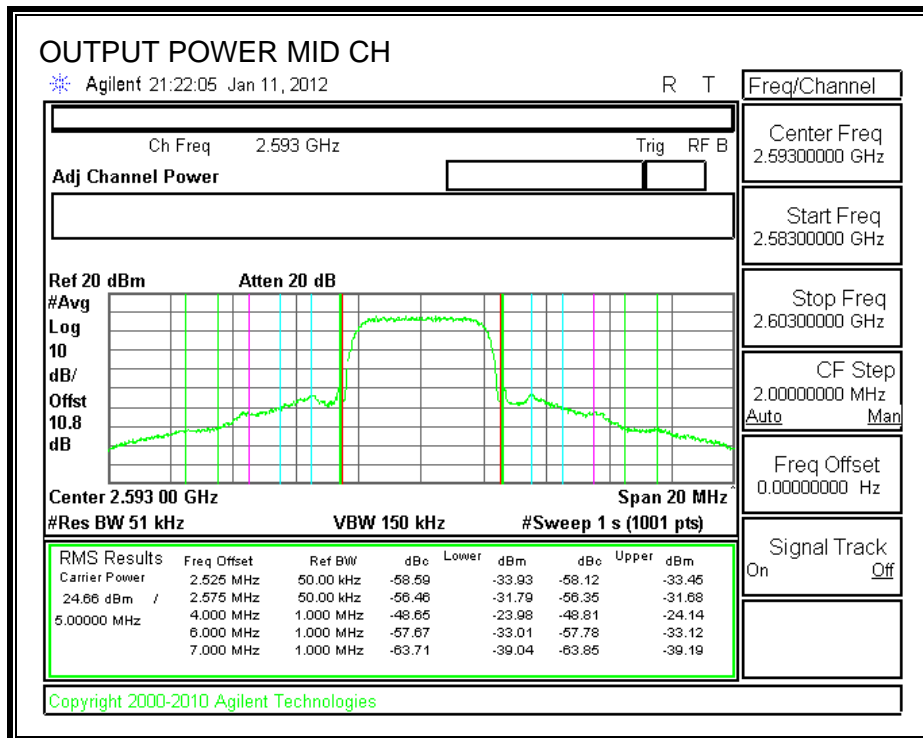 OUTPUT POWER MID CH
Agilent 21:22:05 Jan 11, 2012 R T
Ch Freq 2.593 GHz Trig RF B
Adj Channel Power
Ref 20 dBm Atten 20 dB
#Avg
Log
10
dB/
Offst
10.8
dB
Center 2.593 00 GHz Span 20 MHz^
#Res BW 51 kHz VBW 150 kHz #Sweep 1 s (1001 pts)
RMS Results Freq Offset Ref BW dBc Lower dBm dBc Upper dBm
Carrier Power 2.525 MHz 50.00 kHz -58.59 -33.93 -58.12 -33.45
24.66 dBm / 2.575 MHz 50.00 kHz -56.46 -31.79 -56.35 -31.68
5.00000 MHz 4.000 MHz 1.000 MHz -48.65 -23.98 -48.81 -24.14
6.000 MHz 1.000 MHz -57.67 -33.01 -57.78 -33.12
7.000 MHz 1.000 MHz -63.71 -39.04 -63.85 -39.19
Copyright 2000-2010 Agilent Technologies
Freq/Channel
Center Freq
2.59300000 GHz
Start Freq
2.58300000 GHz
Stop Freq
2.60300000 GHz
CF Step
2.00000000 MHz
Auto Man
Freq Offset
0.00000000 Hz
Signal Track
On Off